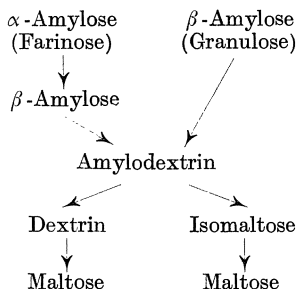 α-Amylose β-Amylose
(Farinose) (Granulose)
β-Amylose
Amylodextrin
Dextrin Isomaltose
Maltose Maltose